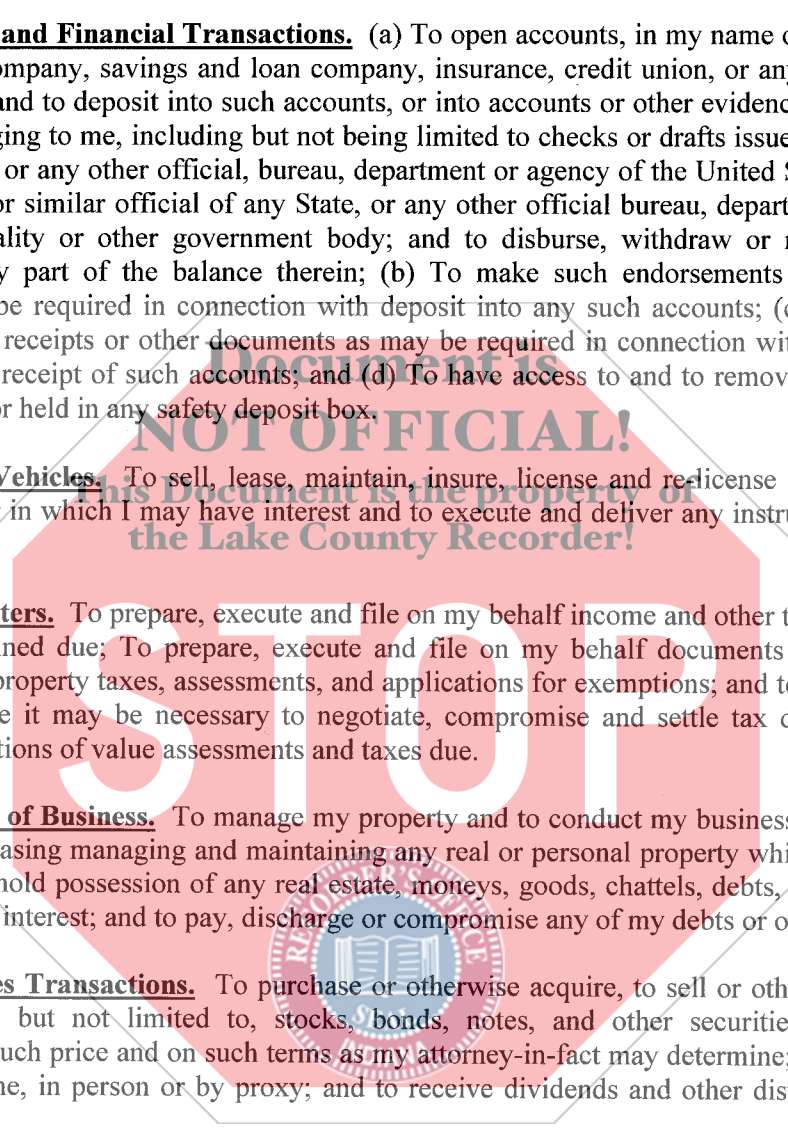 and Financial Transactions. (a) To open accounts, in my name
ompany, savings and loan company, insurance, credit union, or
and to deposit into such accounts, or into accounts or other
ging to me, including but not being limited to checks or drafts
or any other official, bureau, department or agency of the United
or similar official of any State, or any other official bureau,
ality or other government body; and to disburse, withdraw or
y part of the balance therein; (b) To make such endorsements
be required in connection with deposit into any such accounts;
receipts or other documents as may be required in connection
receipt of such accounts; and (d) To have access to and to remov
or held in any safety deposit box.
Vehicles. To sell, lease, maintain, insure, license and re-license
in which I may have interest and to execute and deliver any instru
ters. To prepare, execute and file on my behalf income and other
ined due; To prepare, execute and file on my behalf documents
property taxes, assessments, and applications for exemptions; and
e it may be necessary to negotiate, compromise and settle tax
tions of value assessments and taxes due.
of Business. To manage my property and to conduct my business
asing managing and maintaining any real or personal property
hold possession of any real estate, moneys, goods, chattels, debts,
interest; and to pay, discharge or compromise any of my debts or
es Transactions. To purchase or otherwise acquire, to sell or
but not limited to, stocks, bonds, notes, and other
such price and on such terms as my attorney-in-fact may determine;
ne, in person or by proxy; and to receive dividends and other
Document is
NOT OFFICIAL!
This Document is the property of
the Lake County Recorder!
STOP
RECORDER'S OFFICE
SEAL
INDIANA